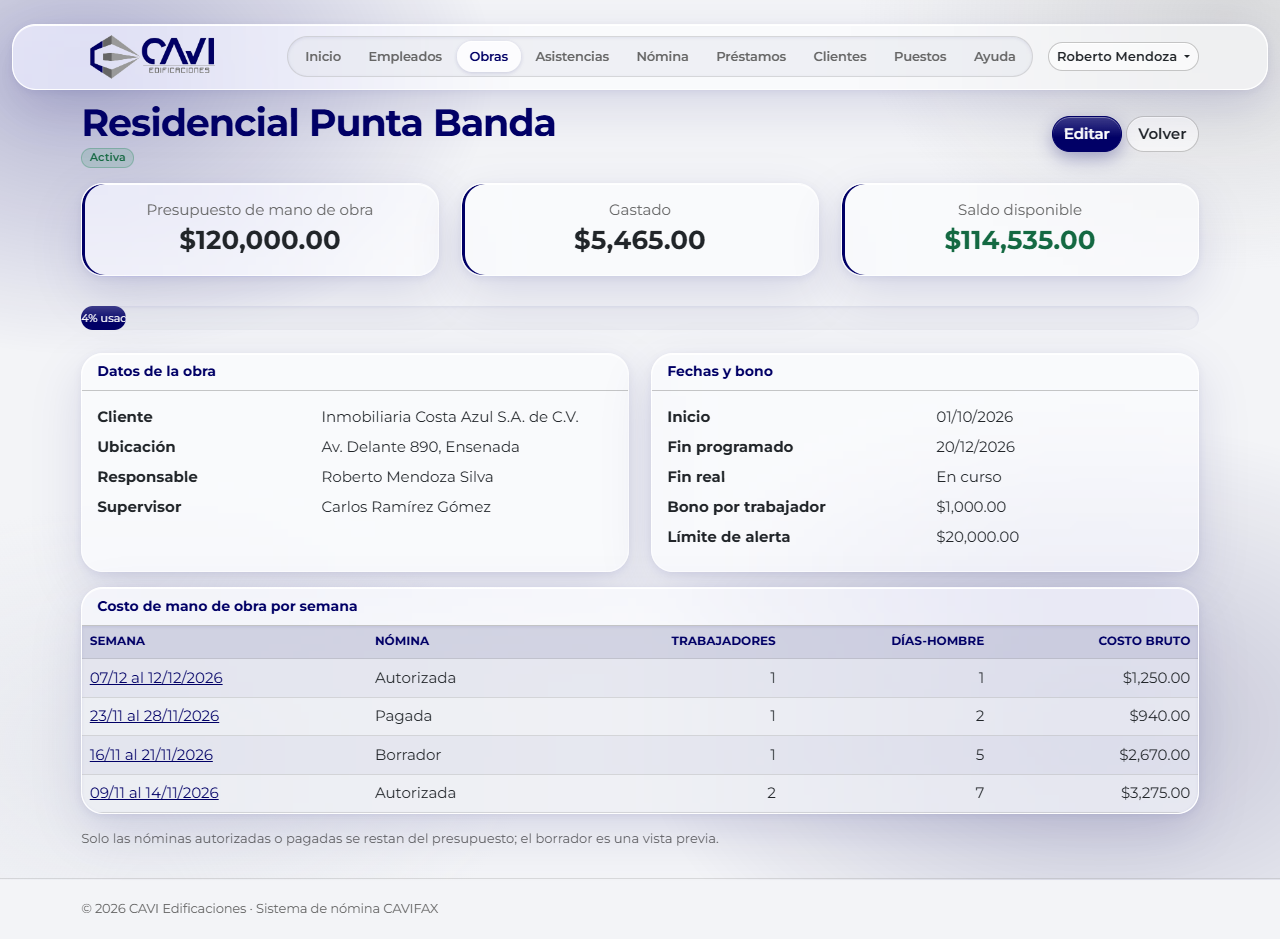 CAVI
EDIFICACIONES
Inicio Empleados Obras Asistencias Nómina Préstamos Clientes Puestos Ayuda
Roberto Mendoza
Residencial Punta Banda
Activa
Editar Volver
Presupuesto de mano de obra
$120,000.00
Gastado
$5,465.00
Saldo disponible
$114,535.00
4% usad
Datos de la obra
Cliente Inmobiliaria Costa Azul S.A. de C.V.
Ubicación Av. Delante 890, Ensenada
Responsable Roberto Mendoza Silva
Supervisor Carlos Ramírez Gómez
Fechas y bono
Inicio 01/10/2026
Fin programado 20/12/2026
Fin real En curso
Bono por trabajador $1,000.00
Límite de alerta $20,000.00
Costo de mano de obra por semana
SEMANA NÓMINA TRABAJADORES DÍAS-HOMBRE COSTO BRUTO
07/12 al 12/12/2026 Autorizada 1 1 $1,250.00
23/11 al 28/11/2026 Pagada 1 2 $940.00
16/11 al 21/11/2026 Borrador 1 5 $2,670.00
09/11 al 14/11/2026 Autorizada 2 7 $3,275.00
Solo las nóminas autorizadas o pagadas se restan del presupuesto; el borrador es una vista previa.
© 2026 CAVI Edificaciones · Sistema de nómina CAVIFAX